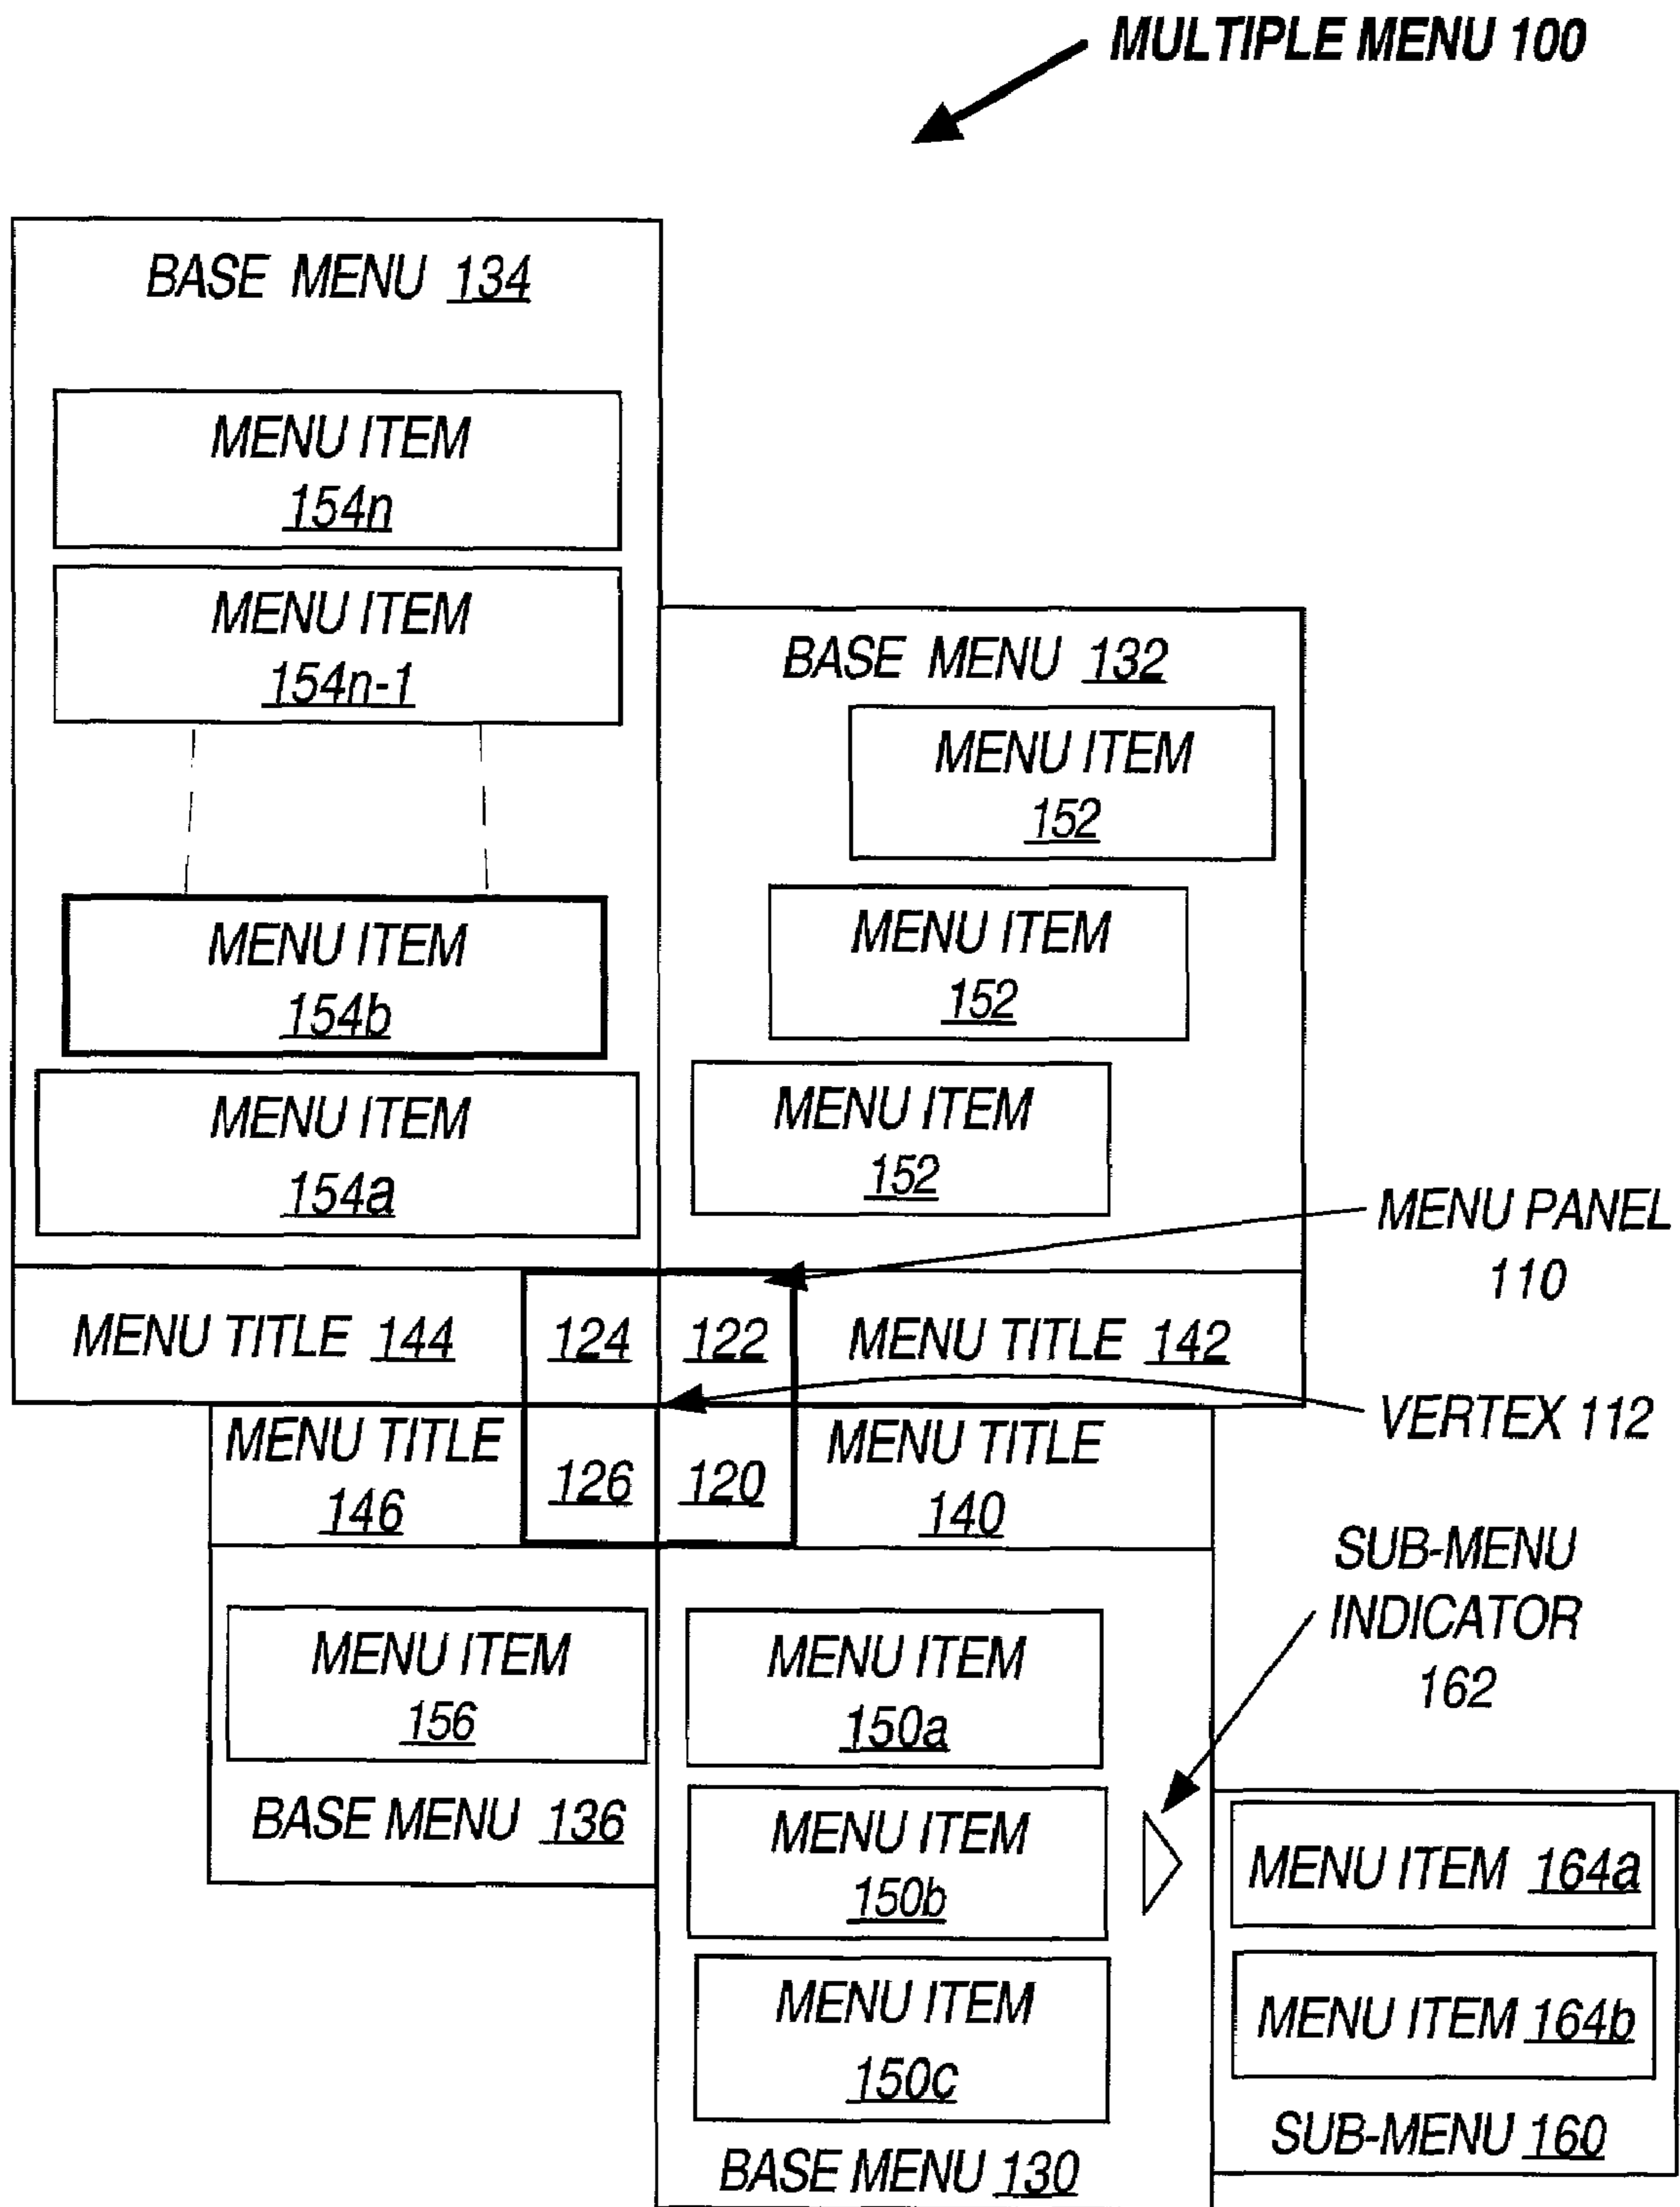 MULTIPLE MENU 100
BASE MENU 134
MENU ITEM
154n
MENU ITEM
154n-1
MENU ITEM
154b
MENU ITEM
154a
BASE MENU 132
MENU ITEM
152
MENU ITEM
152
MENU ITEM
152
MENU PANEL
110
MENU TITLE 144
124
122
MENU TITLE 142
VERTEX 112
MENU TITLE
146
126
120
MENU TITLE
140
SUB-MENU
INDICATOR
162
MENU ITEM
156
BASE MENU 136
MENU ITEM
150a
MENU ITEM
150b
MENU ITEM
150c
BASE MENU 130
MENU ITEM 164a
MENU ITEM 164b
SUB-MENU 160